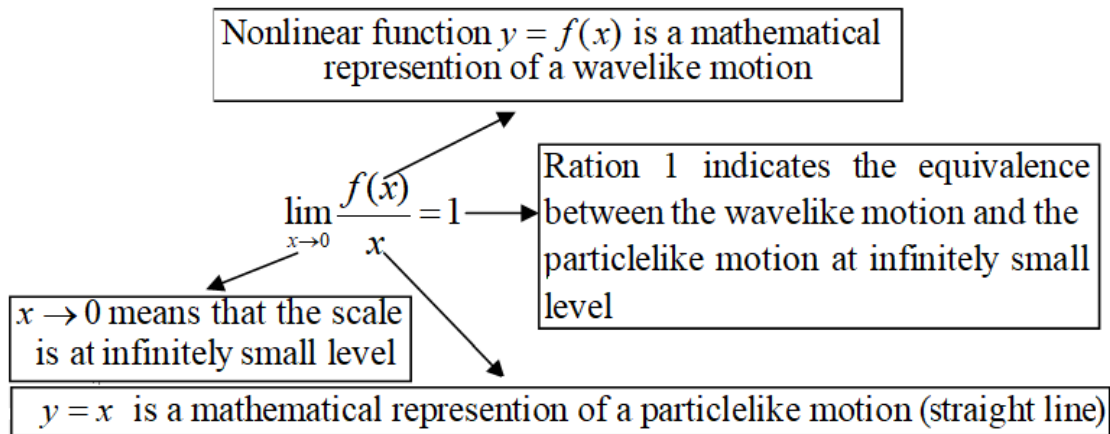 Nonlinear function y = f(x) is a mathematical
represention of a wavelike motion
lim x→0 f(x)/x = 1
Ration 1 indicates the equivalence
between the wavelike motion and the
particlelike motion at infinitely small
level
x → 0 means that the scale
is at infinitely small level
y = x is a mathematical represention of a particlelike motion (straight line)